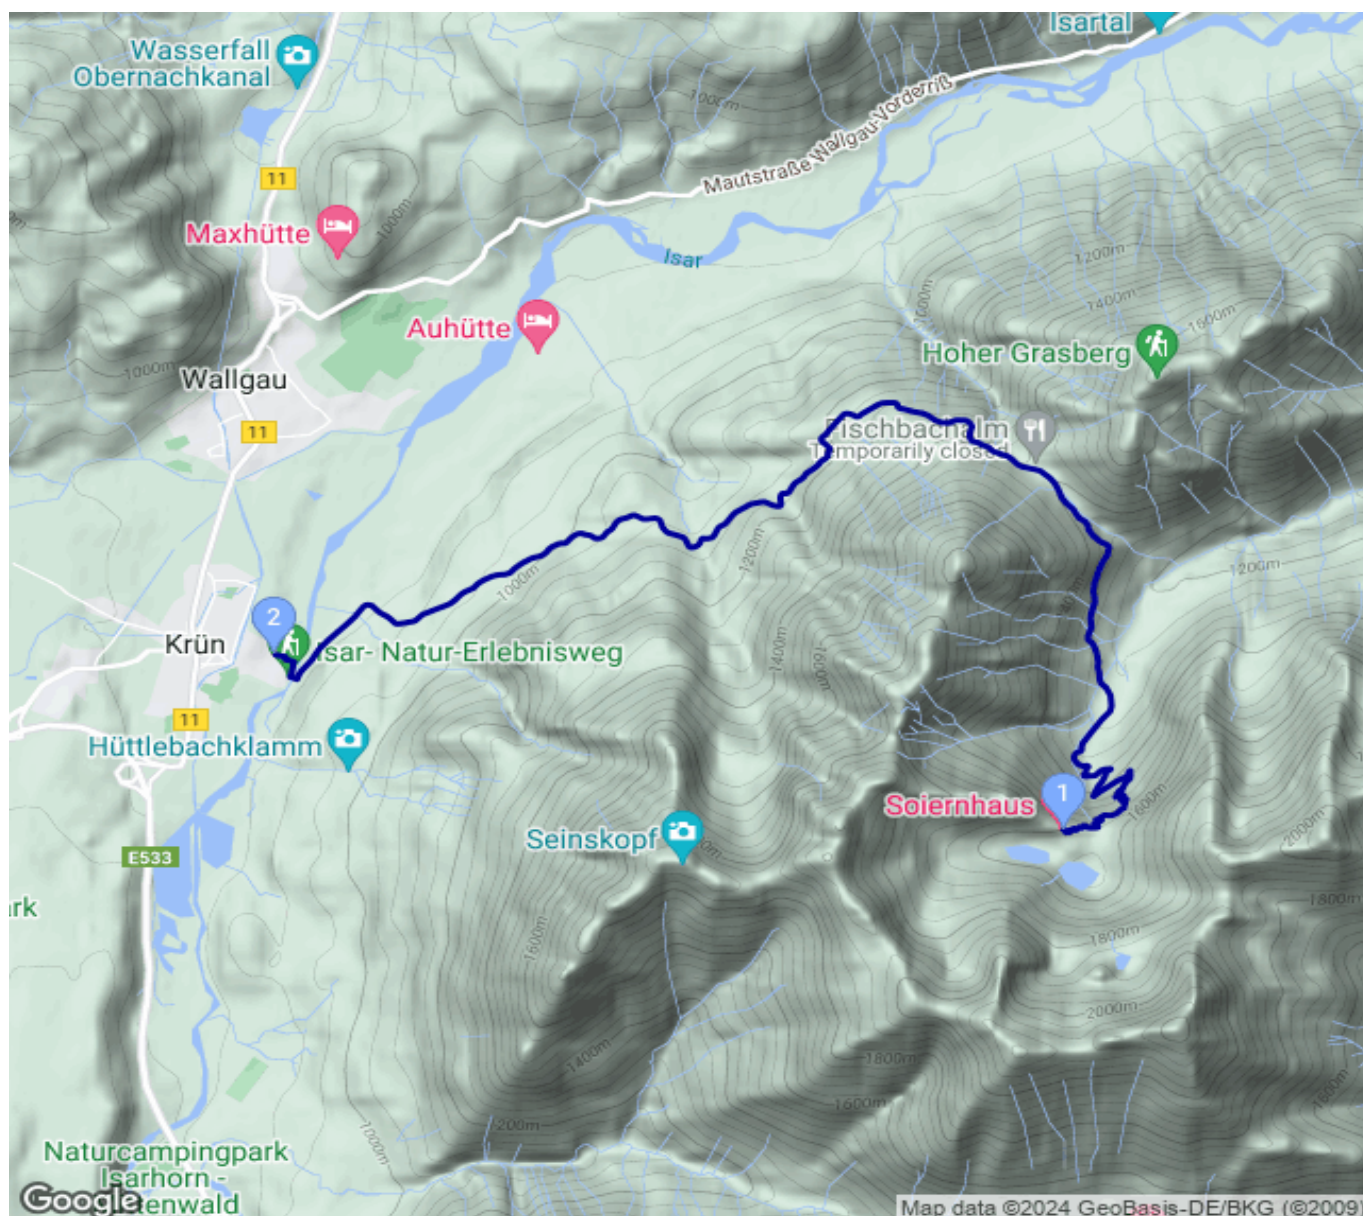 Isartal
Wasserfall
Obernachkanal
1000m
Mautstraße Wallgau-Vorderriß
11
Maxhütte
1000m
Isar
1200m
1000m
1400m
1600m
Auhütte
Hoher Grasberg
1000m
Wallgau
11
Fischbachalm
Temporarily closed
1200m
1200m
1000m
1400m
1600m
2
Krün
Isar- Natur-Erlebnisweg
11
Hüttlebachklamm
1
Soiernhaus
1600m
2000m
Seinskopf
E533
1800m
1600m
1800m
2000m
1400m
1800m
1600m
1600m
1000m
Naturcampingpark
Isarhorn -
Google
Map data ©2024 GeoBasis-DE/BKG (©2009)